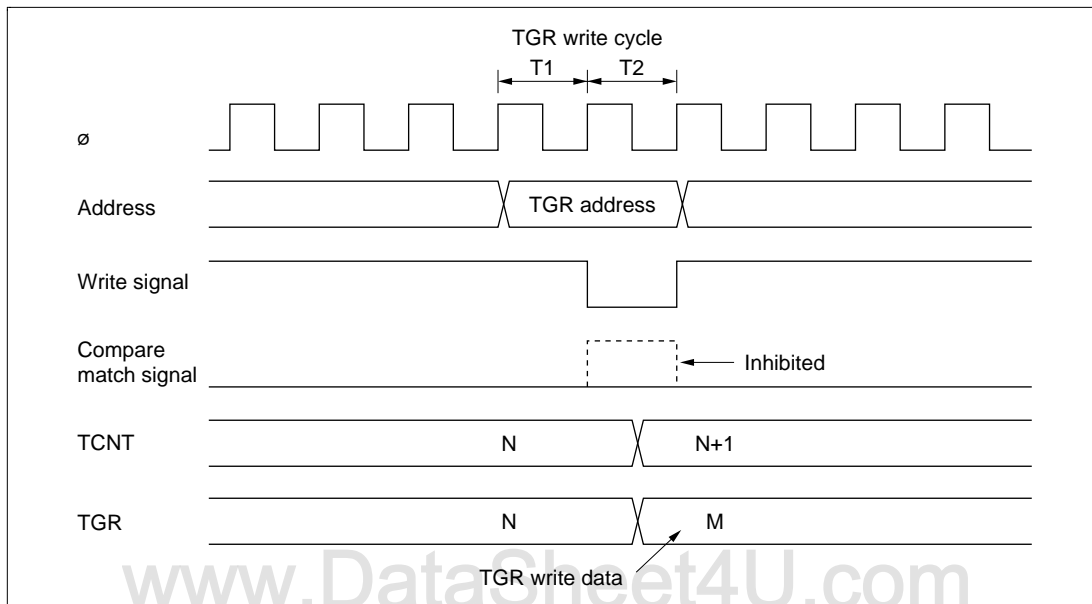 TGR write cycle
T1 T2
ø
Address TGR address
Write signal
Compare
match signal
Inhibited
TCNT N N+1
TGR N M
TGR write data
www.DataSheet4U.com